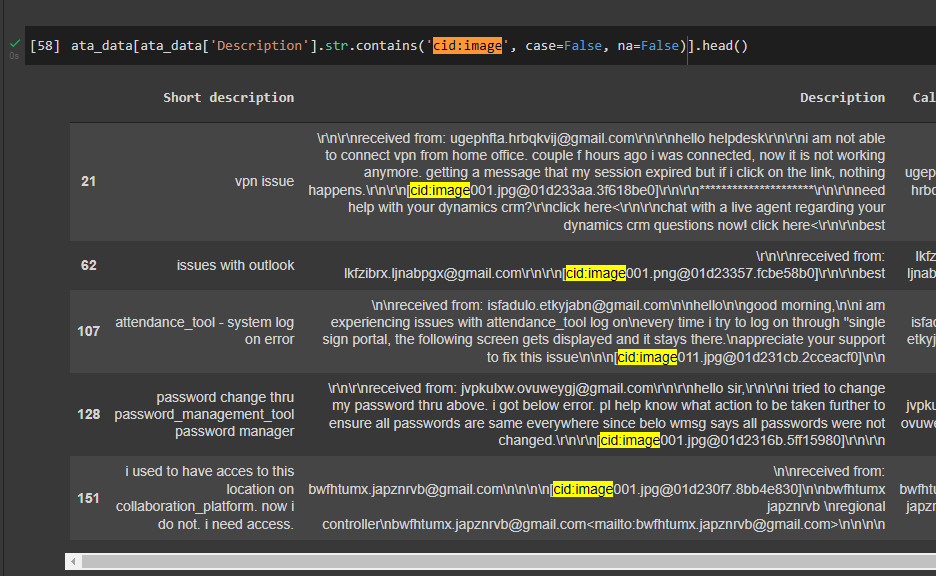 [58] ata_data[ata_data['Description'].str.contains('cid:image', case=False, na=False)].head()
0s
Short description Description Cal
21 vpn issue \r\n\r\nreceived from: ugephfta.hrbqkvij@gmail.com\r\n\r\nhello helpdesk\r\n\r\ni am not able
to connect vpn from home office. couple f hours ago i was connected, now it is not working
anymore. getting a message that my session expired but if i click on the link, nothing ugep
happens.\r\n\r\n[cid:image001.jpg@01d233aa.3f618be0]\r\n\r\n*********************\r\n\r\nneed hrbc
help with your dynamics crm?\r\nclick here<\r\n\r\nchat with a live agent regarding your
dynamics crm questions now! click here<\r\n\r\nbest
62 issues with outlook \r\n\r\nreceived from: lkfz
lkfzibrx.ljnabpgx@gmail.com\r\n\r\n[cid:image001.png@01d23357.fcbe58b0]\r\n\r\nbest ljnab
107 attendance_tool - system log on error \n\nreceived from: isfadulo.etkyjabn@gmail.com\n\nhello\n\ngood morning,\n\ni am
experiencing issues with attendance_tool log on\nevery time i try to log on through "single isfad
sign portal, the following screen gets displayed and it stays there.\nappreciate your support etkyj
to fix this issue\n\n\n[cid:image011.jpg@01d231cb.2cceacf0]\n\n
128 password change thru password_management_tool password manager \r\n\r\nreceived from: jvpkulxw.ovuweygj@gmail.com\r\n\r\nhello sir,\r\n\r\ni tried to change
my password thru above. i got below error. pl help know what action to be taken further to jvpku
ensure all passwords are same everywhere since belo wmsg says all passwords were not ovuwe
changed.\r\n\r\n[cid:image001.jpg@01d2316b.5ff15980]\r\n\r\n
151 i used to have acces to this location on collaboration_platform. now i do not. i need access. \n\nreceived from:
bwfhtumx.japznrvb@gmail.com\n\n\n\n[cid:image001.jpg@01d230f7.8bb4e830]\n\nbwfhtumx bwfhtu
japznrvb \nregional japzn
controller\nbwfhtumx.japznrvb@gmail.com<mailto:bwfhtumx.japznrvb@gmail.com>\n\n\n\n